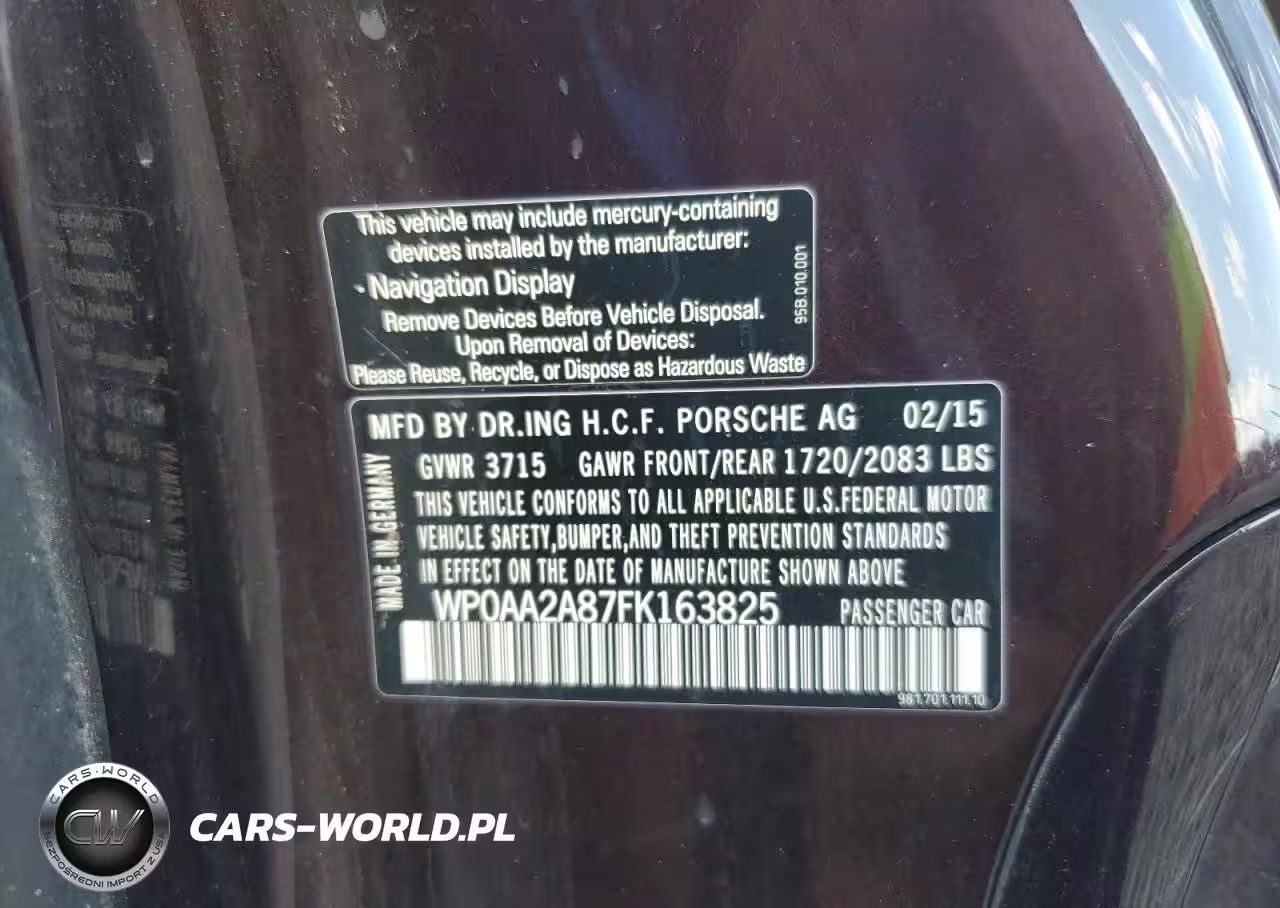 This vehicle may include mercury-containing
devices installed by the manufacturer:
- Navigation Display
Remove Devices Before Vehicle Disposal.
Upon Removal of Devices:
Please Reuse, Recycle, or Dispose as Hazardous Waste
95B.010.001
MFD BY DR.ING H.C.F. PORSCHE AG 02/15
GVWR 3715 GAWR FRONT/REAR 1720/2083 LBS
THIS VEHICLE CONFORMS TO ALL APPLICABLE U.S.FEDERAL MOTOR
VEHICLE SAFETY,BUMPER,AND THEFT PREVENTION STANDARDS
IN EFFECT ON THE DATE OF MANUFACTURE SHOWN ABOVE
WP0AA2A87FK163825 PASSENGER CAR
MADE IN GERMANY
981.701.111.10
CARS-WORLD
CW
BEZPOŚREDNI IMPORT Z USA
CARS-WORLD.PL